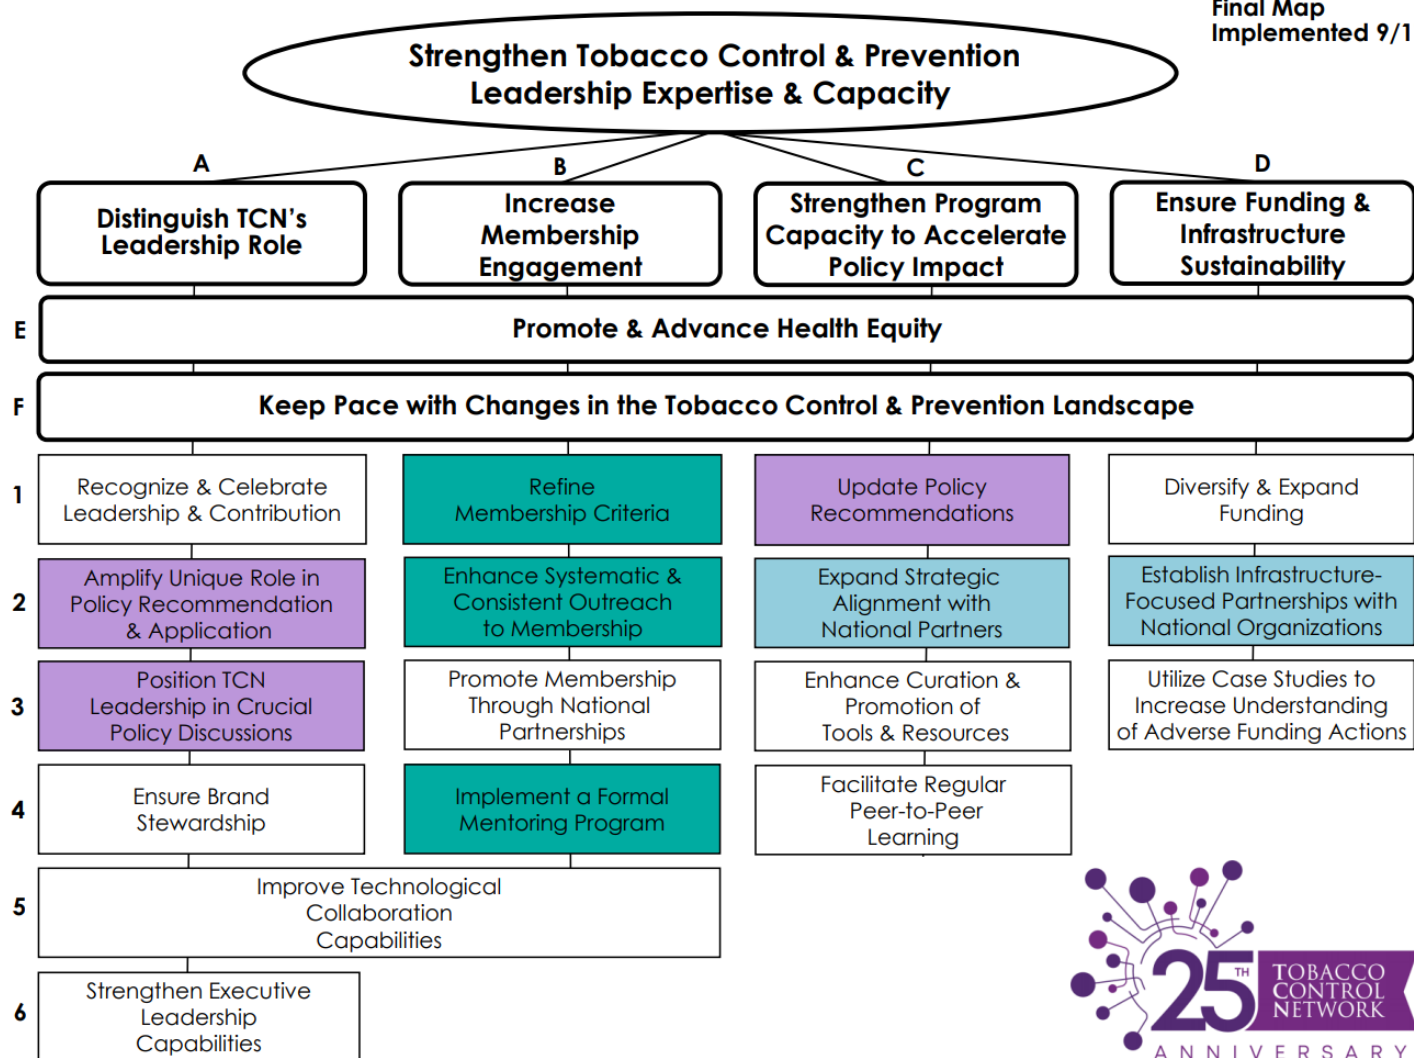 Final Map
Implemented 9/1
Strengthen Tobacco Control & Prevention
Leadership Expertise & Capacity
A
B
C
D
Distinguish TCN's
Leadership Role
Increase
Membership
Engagement
Strengthen Program
Capacity to Accelerate
Policy Impact
Ensure Funding &
Infrastructure
Sustainability
E
Promote & Advance Health Equity
F
Keep Pace with Changes in the Tobacco Control & Prevention Landscape
1
Recognize & Celebrate
Leadership & Contribution
Refine
Membership Criteria
Update Policy
Recommendations
Diversify & Expand
Funding
2
Amplify Unique Role in
Policy Recommendation
& Application
Enhance Systematic &
Consistent Outreach
to Membership
Expand Strategic
Alignment with
National Partners
Establish Infrastructure-
Focused Partnerships with
National Organizations
3
Position TCN
Leadership in Crucial
Policy Discussions
Promote Membership
Through National
Partnerships
Enhance Curation &
Promotion of
Tools & Resources
Utilize Case Studies to
Increase Understanding
of Adverse Funding Actions
4
Ensure Brand
Stewardship
Implement a Formal
Mentoring Program
Facilitate Regular
Peer-to-Peer
Learning
5
Improve Technological
Collaboration
Capabilities
6
Strengthen Executive
Leadership
Capabilities
25TH
TOBACCO
CONTROL
NETWORK
ANNIVERSARY